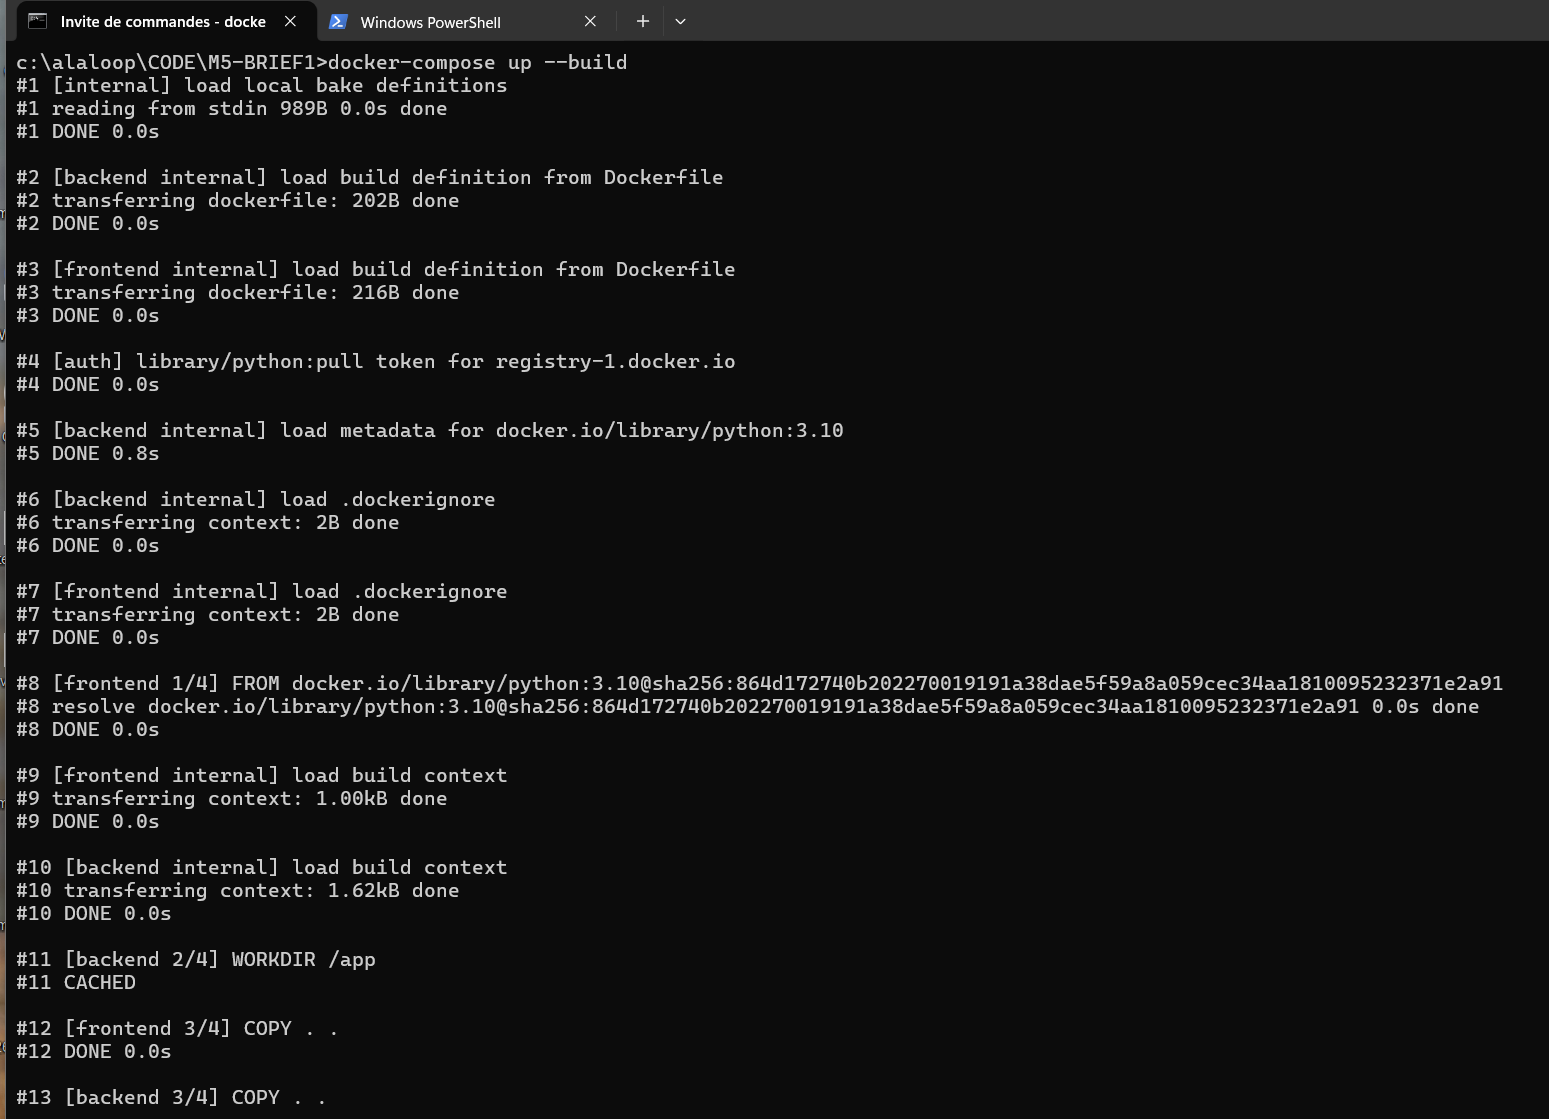 Invite de commandes - docke
Windows PowerShell
c:\alaloop\CODE\M5-BRIEF1>docker-compose up --build
#1 [internal] load local bake definitions
#1 reading from stdin 989B 0.0s done
#1 DONE 0.0s
#2 [backend internal] load build definition from Dockerfile
#2 transferring dockerfile: 202B done
#2 DONE 0.0s
#3 [frontend internal] load build definition from Dockerfile
#3 transferring dockerfile: 216B done
#3 DONE 0.0s
#4 [auth] library/python:pull token for registry-1.docker.io
#4 DONE 0.0s
#5 [backend internal] load metadata for docker.io/library/python:3.10
#5 DONE 0.8s
#6 [backend internal] load .dockerignore
#6 transferring context: 2B done
#6 DONE 0.0s
#7 [frontend internal] load .dockerignore
#7 transferring context: 2B done
#7 DONE 0.0s
#8 [frontend 1/4] FROM docker.io/library/python:3.10@sha256:864d172740b202270019191a38dae5f59a8a059cec34aa1810095232371e2a91
#8 resolve docker.io/library/python:3.10@sha256:864d172740b202270019191a38dae5f59a8a059cec34aa1810095232371e2a91 0.0s done
#8 DONE 0.0s
#9 [frontend internal] load build context
#9 transferring context: 1.00kB done
#9 DONE 0.0s
#10 [backend internal] load build context
#10 transferring context: 1.62kB done
#10 DONE 0.0s
#11 [backend 2/4] WORKDIR /app
#11 CACHED
#12 [frontend 3/4] COPY . .
#12 DONE 0.0s
#13 [backend 3/4] COPY . .